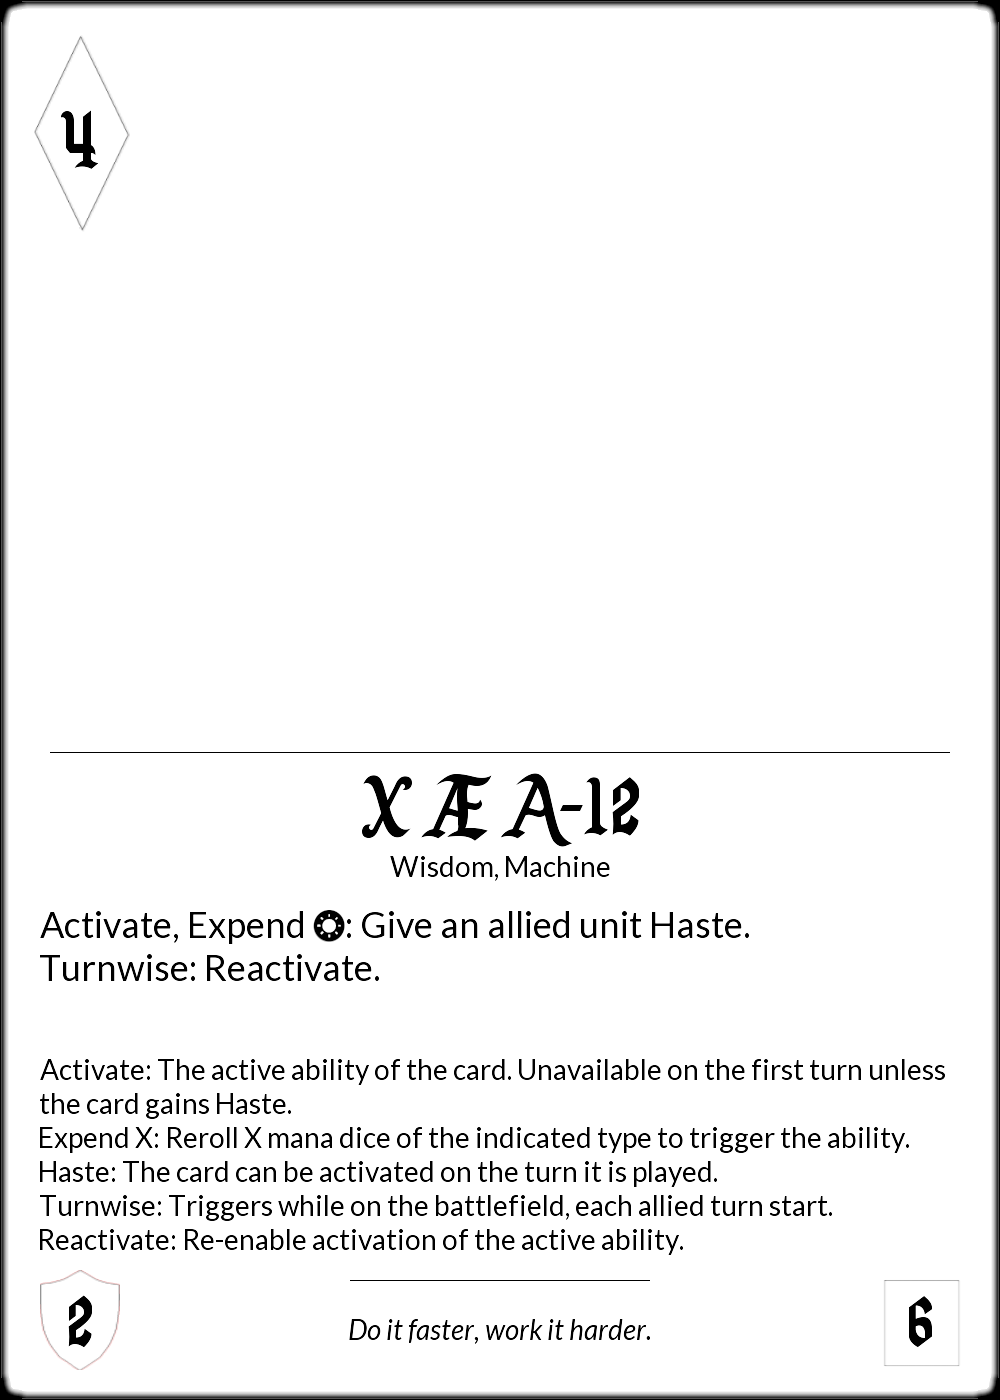 4
X Æ A-12
Wisdom, Machine
Activate, Expend : Give an allied unit Haste.
Turnwise: Reactivate.
Activate: The active ability of the card. Unavailable on the first turn unless
the card gains Haste.
Expend X: Reroll X mana dice of the indicated type to trigger the ability.
Haste: The card can be activated on the turn it is played.
Turnwise: Triggers while on the battlefield, each allied turn start.
Reactivate: Re-enable activation of the active ability.
2
Do it faster, work it harder.
6